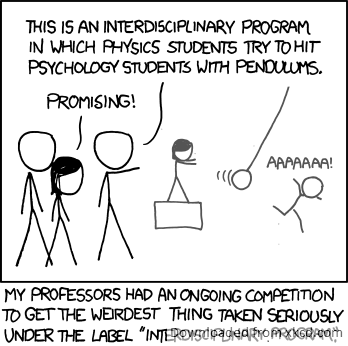 THIS IS AN INTERDISCIPLINARY PROGRAM
IN WHICH PHYSICS STUDENTS TRY TO HIT
PSYCHOLOGY STUDENTS WITH PENDULUMS.
PROMISING!
AAAAAAA!
MY PROFESSORS HAD AN ONGOING COMPETITION
TO GET THE WEIRDEST THING TAKEN SERIOUSLY
UNDER THE LABEL "INTERDISCIPLINARY PROGRAM."
Downloaded from xkcd.com